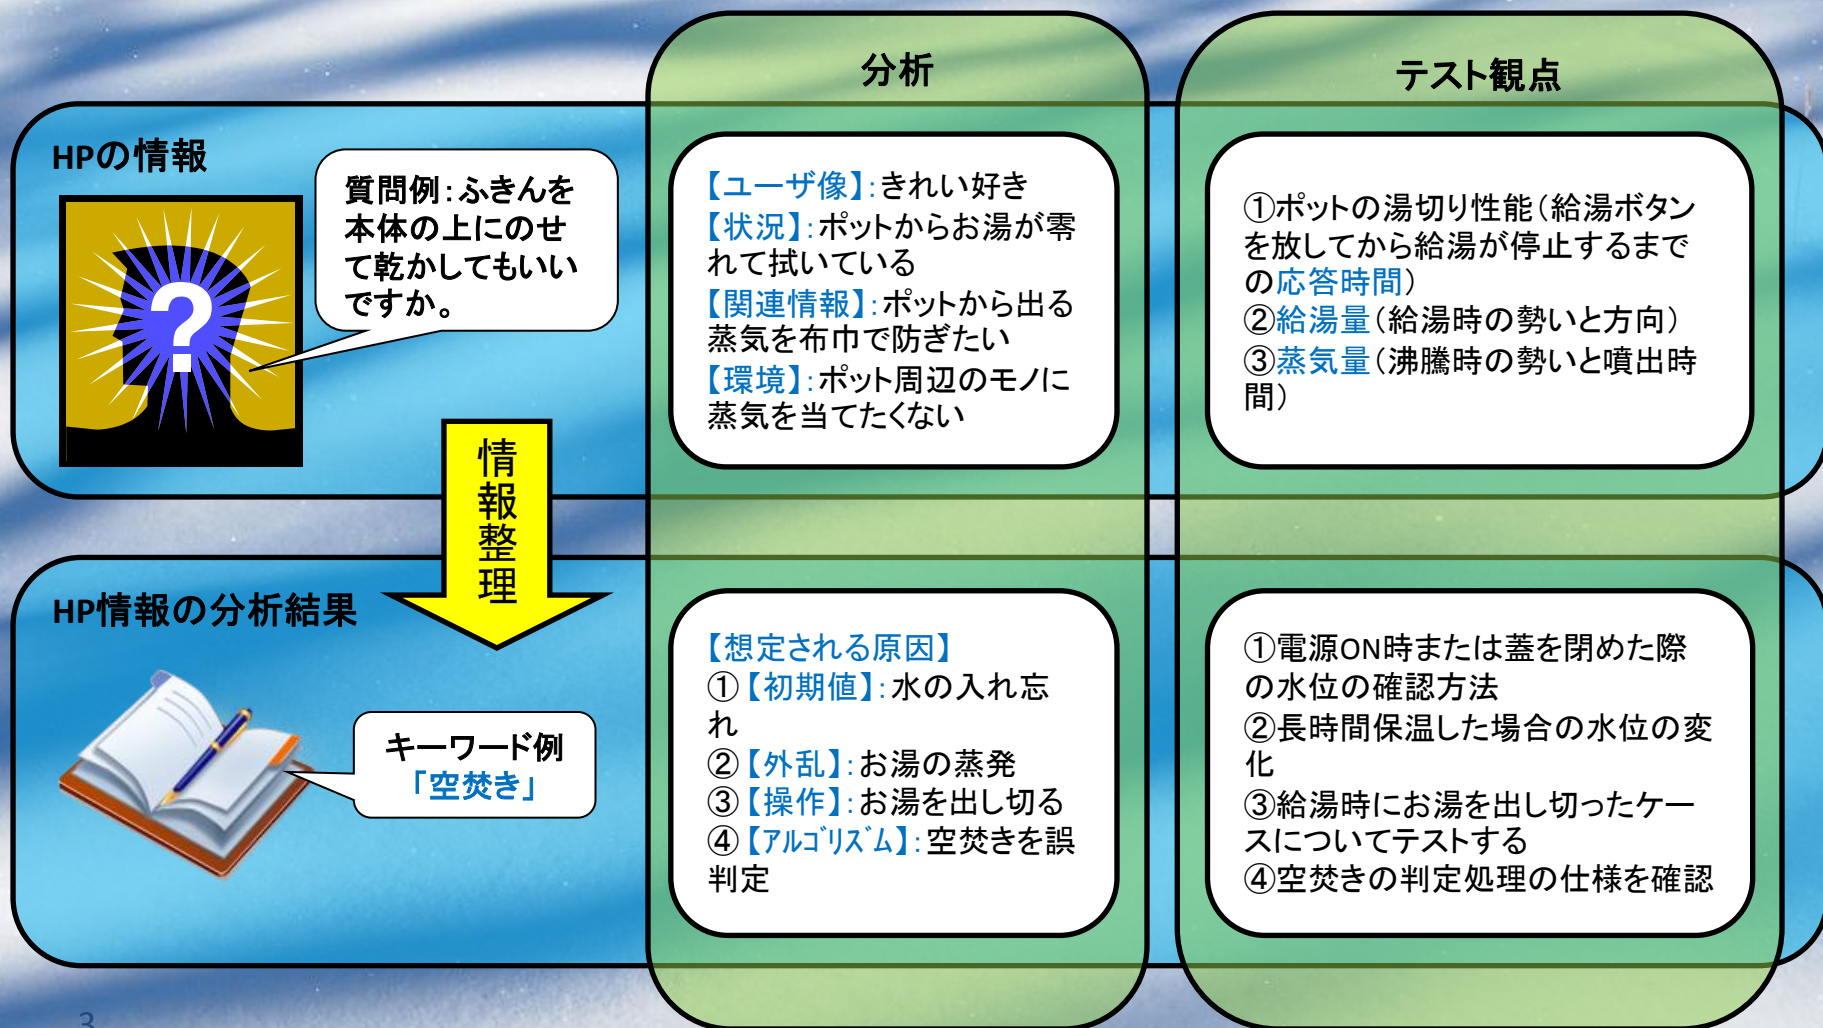 分析
テスト観点
HPの情報
質問例：ふきんを
本体の上にのせ
て乾かしてもいい
ですか。
【ユーザ像】：きれい好き
【状況】：ポットからお湯が零
れて拭いている
【関連情報】：ポットから出る
蒸気を布巾で防ぎたい
【環境】：ポット周辺のモノに
蒸気を当てたくない
①ポットの湯切り性能（給湯ボタン
を放してから給湯が停止するまで
の応答時間）
②給湯量（給湯時の勢いと方向）
③蒸気量（沸騰時の勢いと噴出時
間）
情報整理
HP情報の分析結果
キーワード例
「空焚き」
【想定される原因】
①【初期値】：水の入れ忘
れ
②【外乱】：お湯の蒸発
③【操作】：お湯を出し切る
④【ｱﾙｺﾞﾘｽﾞﾑ】：空焚きを誤
判定
①電源ON時または蓋を閉めた際
の水位の確認方法
②長時間保温した場合の水位の変
化
③給湯時にお湯を出し切ったケー
スについてテストする
④空焚きの判定処理の仕様を確認
3